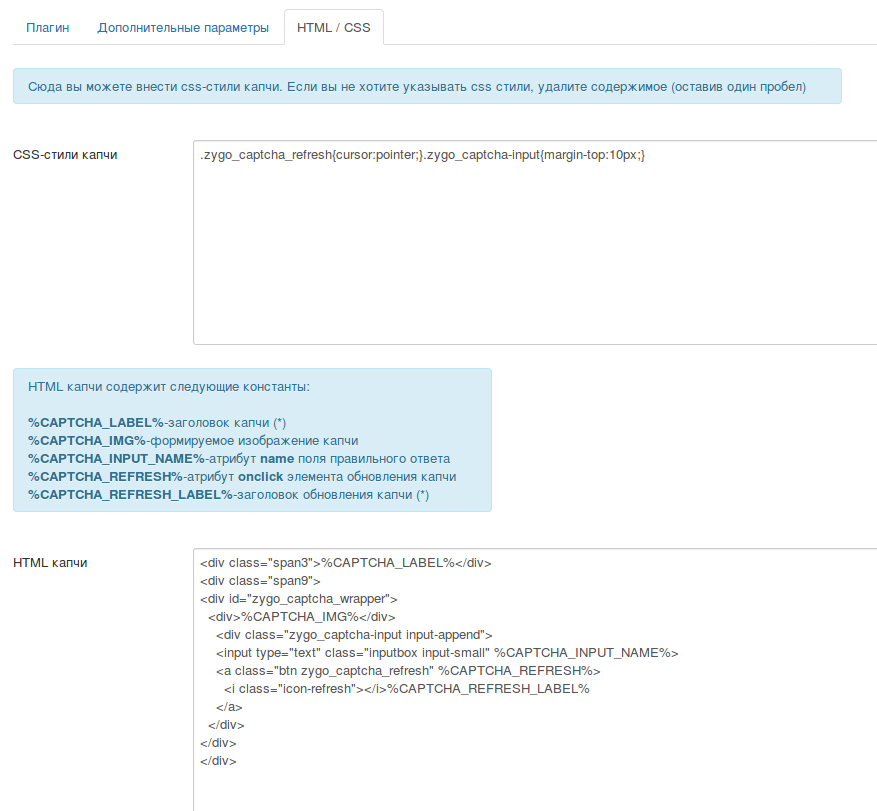 Плагин Дополнительные параметры HTML / CSS
Сюда вы можете внести css-стили капчи. Если вы не хотите указывать css стили, удалите содержимое (оставив один пробел)
CSS-стили капчи
.zygo_captcha_refresh{cursor:pointer;}.zygo_captcha-input{margin-top:10px;}
HTML капчи содержит следующие константы:
%CAPTCHA_LABEL%-заголовок капчи (*)
%CAPTCHA_IMG%-формируемое изображение капчи
%CAPTCHA_INPUT_NAME%-атрибут name поля правильного ответа
%CAPTCHA_REFRESH%-атрибут onclick элемента обновления капчи
%CAPTCHA_REFRESH_LABEL%-заголовок обновления капчи (*)
HTML капчи
<div class="span3">%CAPTCHA_LABEL%</div>
<div class="span9">
<div id="zygo_captcha_wrapper">
<div>%CAPTCHA_IMG%</div>
<div class="zygo_captcha-input input-append">
<input type="text" class="inputbox input-small" %CAPTCHA_INPUT_NAME%>
<a class="btn zygo_captcha_refresh" %CAPTCHA_REFRESH%>
<i class="icon-refresh"></i>%CAPTCHA_REFRESH_LABEL%
</a>
</div>
</div>
</div>